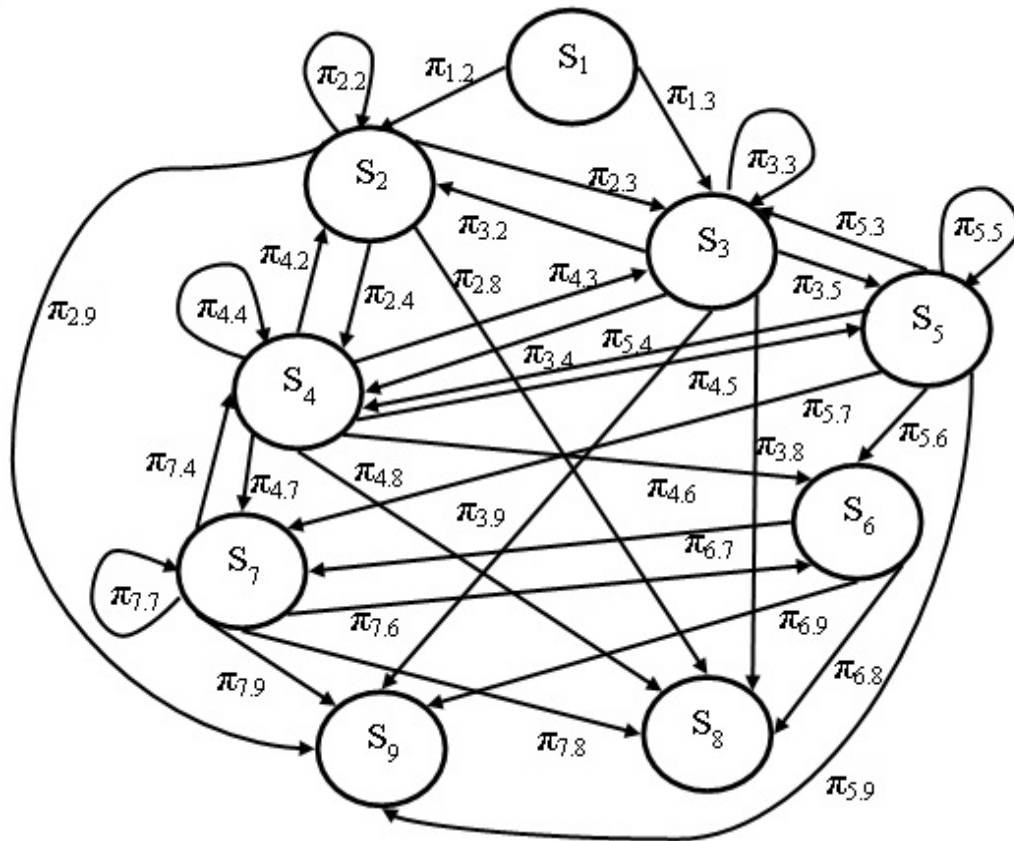 S₁
π₂.₂
π₁.₂
π₁.₃
π₃.₃
S₂
π₂.₃
π₅.₃
π₅.₅
π₃.₂
S₃
π₄.₂
π₄.₃
π₂.₈
π₃.₅
π₂.₉
π₄.₄
π₂.₄
S₅
π₅.₄
π₃.₄
S₄
π₄.₅
π₅.₇
π₅.₆
π₃.₈
π₇.₄
π₄.₇
π₄.₈
π₄.₆
π₃.₉
S₆
π₆.₇
S₇
π₇.₇
π₇.₆
π₆.₉
π₆.₈
π₇.₉
S₉
S₈
π₇.₈
π₅.₉